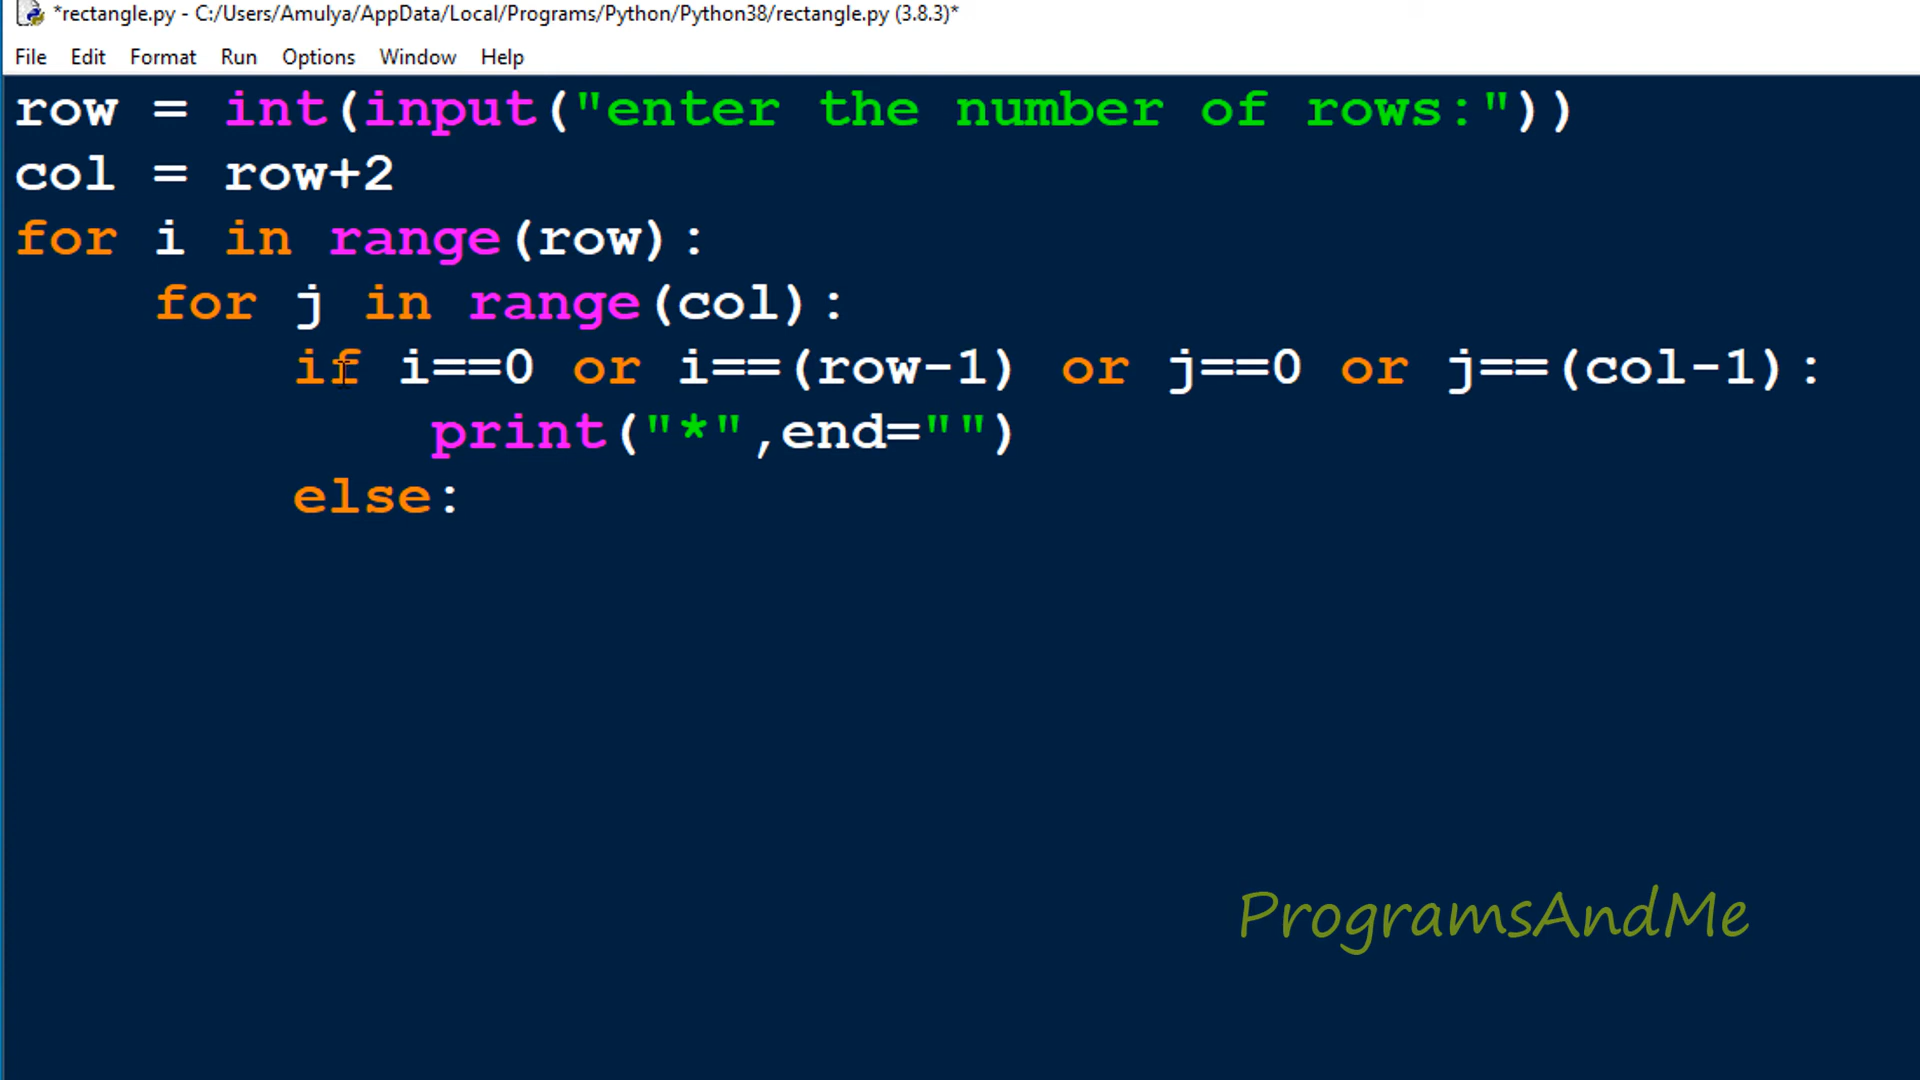 *rectangle.py - C:/Users/Amulya/AppData/Local/Programs/Python/Python38/rectangle.py (3.8.3)*
File Edit Format Run Options Window Help
row = int(input("enter the number of rows:"))
col = row+2
for i in range(row):
    for j in range(col):
        if i==0 or i==(row-1) or j==0 or j==(col-1):
            print("*",end="")
        else:
ProgramsAndMe